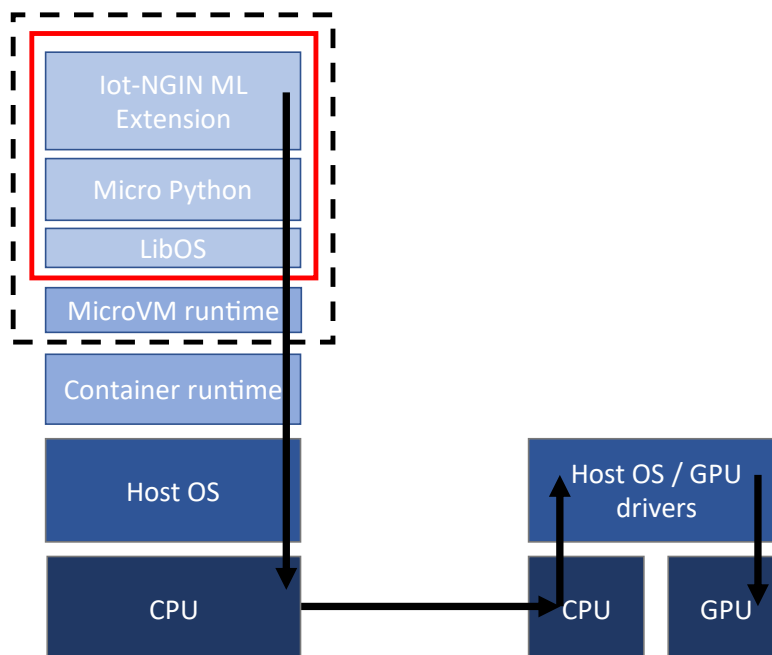 Iot-NGIN ML
Extension
Micro Python
LibOS
MicroVM runtime
Container runtime
Host OS
Host OS / GPU
drivers
CPU
CPU
GPU